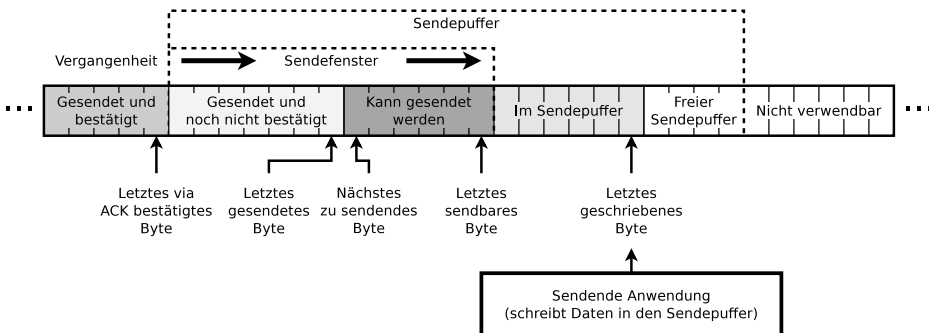 Sendepuffer
Vergangenheit
Sendefenster
Gesendet und
bestätigt
Gesendet und
noch nicht bestätigt
Kann gesendet
werden
Im Sendepuffer
Freier
Sendepuffer
Nicht verwendbar
Letztes via
ACK bestätigtes
Byte
Letztes
gesendetes
Byte
Nächstes
zu sendendes
Byte
Letztes
sendbares
Byte
Letztes
geschriebenes
Byte
Sendende Anwendung
(schreibt Daten in den Sendepuffer)